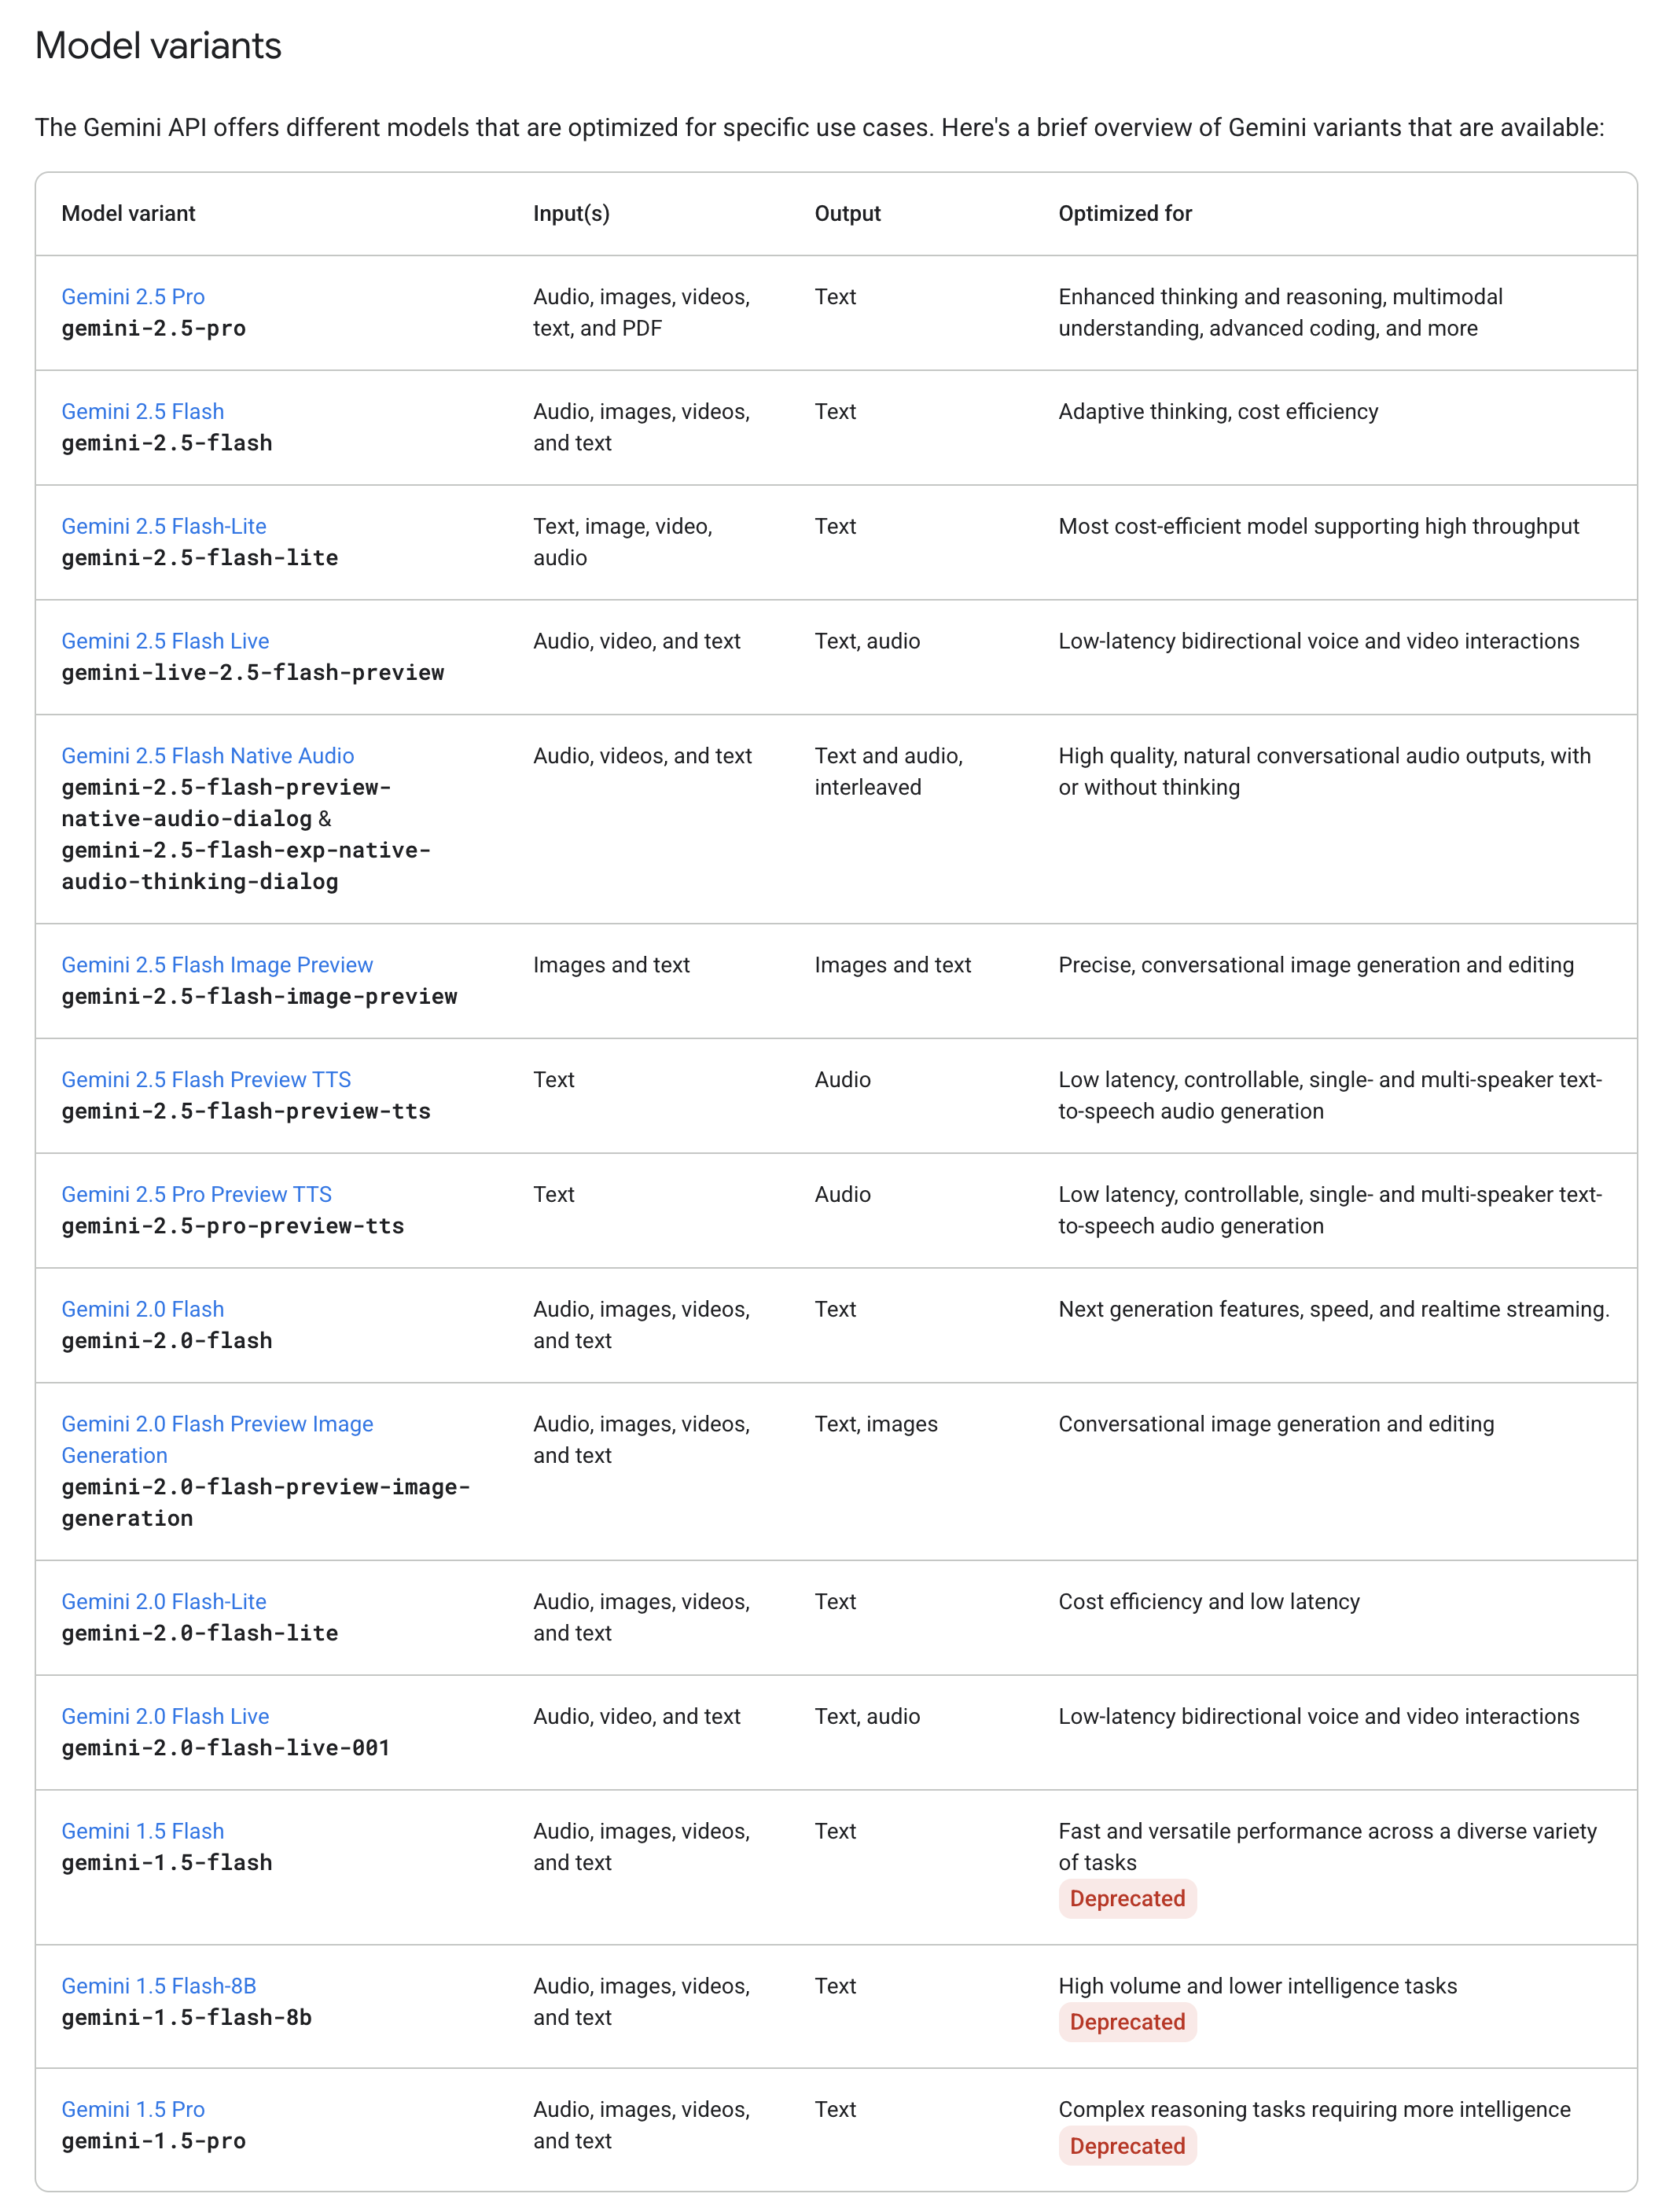 Model variants
The Gemini API offers different models that are optimized for specific use cases. Here's a brief overview of Gemini variants that are available:
Model variant Input(s) Output Optimized for
Gemini 2.5 Pro Audio, images, videos, Text Enhanced thinking and reasoning, multimodal
gemini-2.5-pro text, and PDF understanding, advanced coding, and more
Gemini 2.5 Flash Audio, images, videos, Text Adaptive thinking, cost efficiency
gemini-2.5-flash and text
Gemini 2.5 Flash-Lite Text, image, video, Text Most cost-efficient model supporting high throughput
gemini-2.5-flash-lite audio
Gemini 2.5 Flash Live Audio, video, and text Text, audio Low-latency bidirectional voice and video interactions
gemini-live-2.5-flash-preview
Gemini 2.5 Flash Native Audio Audio, videos, and text Text and audio, High quality, natural conversational audio outputs, with
gemini-2.5-flash-preview- interleaved or without thinking
native-audio-dialog &
gemini-2.5-flash-exp-native-
audio-thinking-dialog
Gemini 2.5 Flash Image Preview Images and text Images and text Precise, conversational image generation and editing
gemini-2.5-flash-image-preview
Gemini 2.5 Flash Preview TTS Text Audio Low latency, controllable, single- and multi-speaker text-
gemini-2.5-flash-preview-tts to-speech audio generation
Gemini 2.5 Pro Preview TTS Text Audio Low latency, controllable, single- and multi-speaker text-
gemini-2.5-pro-preview-tts to-speech audio generation
Gemini 2.0 Flash Audio, images, videos, Text Next generation features, speed, and realtime streaming.
gemini-2.0-flash and text
Gemini 2.0 Flash Preview Image Audio, images, videos, Text, images Conversational image generation and editing
Generation and text
gemini-2.0-flash-preview-image-
generation
Gemini 2.0 Flash-Lite Audio, images, videos, Text Cost efficiency and low latency
gemini-2.0-flash-lite and text
Gemini 2.0 Flash Live Audio, video, and text Text, audio Low-latency bidirectional voice and video interactions
gemini-2.0-flash-live-001
Gemini 1.5 Flash Audio, images, videos, Text Fast and versatile performance across a diverse variety
gemini-1.5-flash and text of tasks
Deprecated
Gemini 1.5 Flash-8B Audio, images, videos, Text High volume and lower intelligence tasks
gemini-1.5-flash-8b and text Deprecated
Gemini 1.5 Pro Audio, images, videos, Text Complex reasoning tasks requiring more intelligence
gemini-1.5-pro and text Deprecated